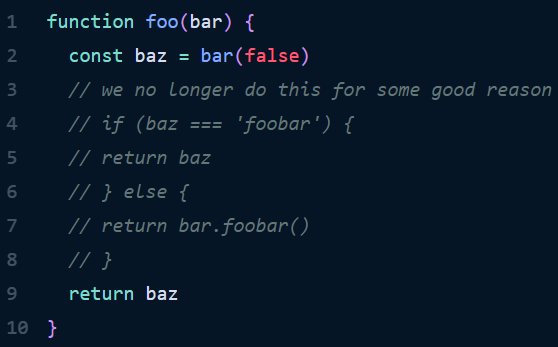 1 function foo(bar) {
2   const baz = bar(false)
3   // we no longer do this for some good reason
4   // if (baz === 'foobar') {
5   // return baz
6   // } else {
7   // return bar.foobar()
8   // }
9   return baz
10 }